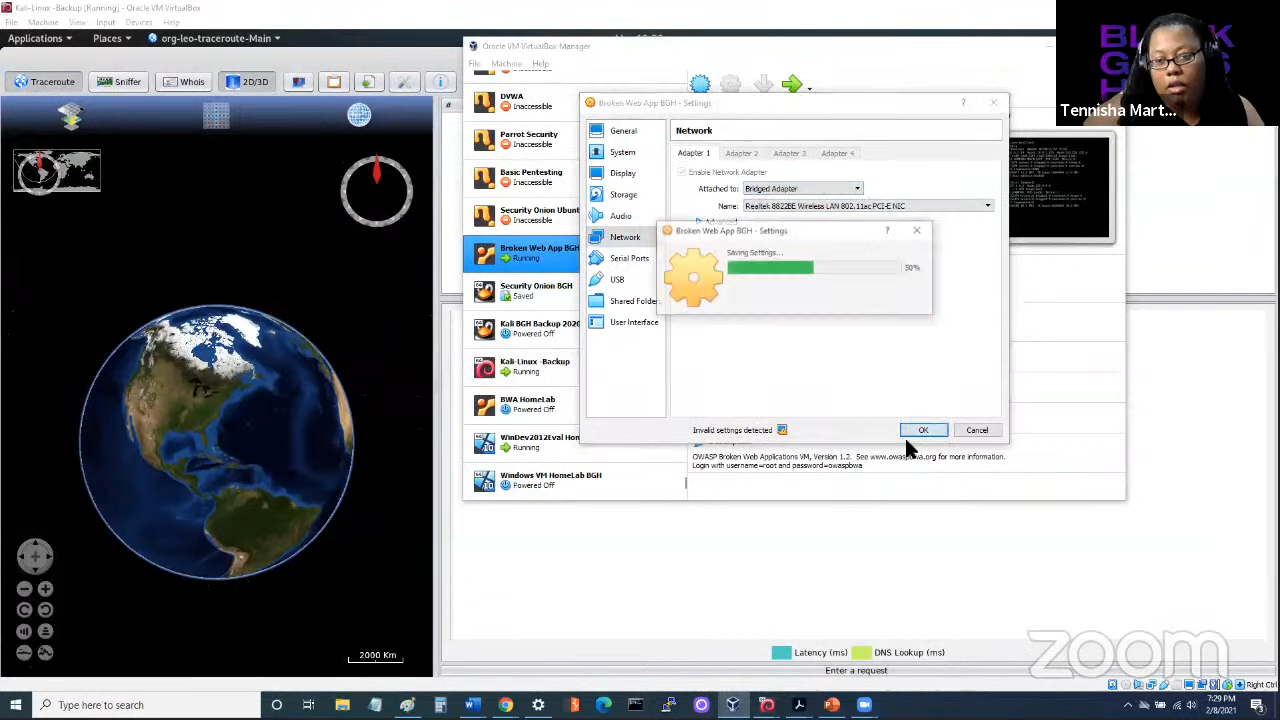 Kali-Linux -Backup [Running] - Oracle VM VirtualBox
File Machine View Input Devices Help
Applications Places org-leo-traceroute-Main
Traceroute Sniffer Whois 2D/3D
#
2000 Km
Latency (ms) DNS Lookup (ms)
Enter a request
Oracle VM VirtualBox Manager
File Machine Help
Inaccessible
DVWA
Inaccessible
Parrot Security
Inaccessible
Basic Pentesting
Inaccessible
Security Onion Ubun
Inaccessible
Broken Web App BGH
Running
Security Onion BGH
Saved
Kali BGH Backup 2020
Powered Off
Kali-Linux -Backup
Running
BWA HomeLab
Powered Off
WinDev2012Eval Hom
Running
Windows VM HomeLab BGH
Powered Off
Broken Web App BGH - Settings
? ×
General
System
Display
Storage
Audio
Network
Serial Ports
USB
Shared Folders
User Interface
Network
Adapter 1 Adapter 2 Adapter 3 Adapter 4
Enable Network Adapter
Attached to: Bridged Adapter
Name: Wireless LAN 802.11ac PCI-E NIC
Advanced
Broken Web App BGH - Settings
? ×
Saving Settings...
50%
Invalid settings detected
OK Cancel
OWASP Broken Web Applications VM, Version 1.2. See www.owaspbwa.org for more information.
Login with username=root and password=owaspbwa
Tennisha Mart...
zoom
Right Ctrl
Type here to search
7:29 PM
2/8/2021